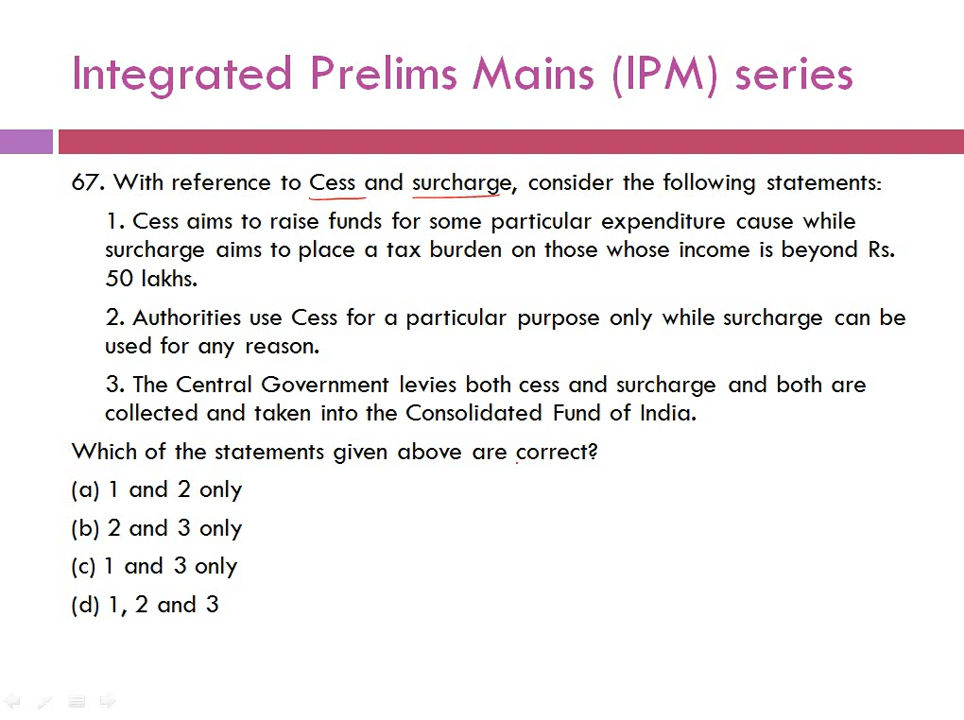 Integrated Prelims Mains (IPM) series
67. With reference to Cess and surcharge, consider the following statements:
1. Cess aims to raise funds for some particular expenditure cause while
surcharge aims to place a tax burden on those whose income is beyond Rs.
50 lakhs.
2. Authorities use Cess for a particular purpose only while surcharge can be
used for any reason.
3. The Central Government levies both cess and surcharge and both are
collected and taken into the Consolidated Fund of India.
Which of the statements given above are correct?
(a) 1 and 2 only
(b) 2 and 3 only
(c) 1 and 3 only
(d) 1, 2 and 3